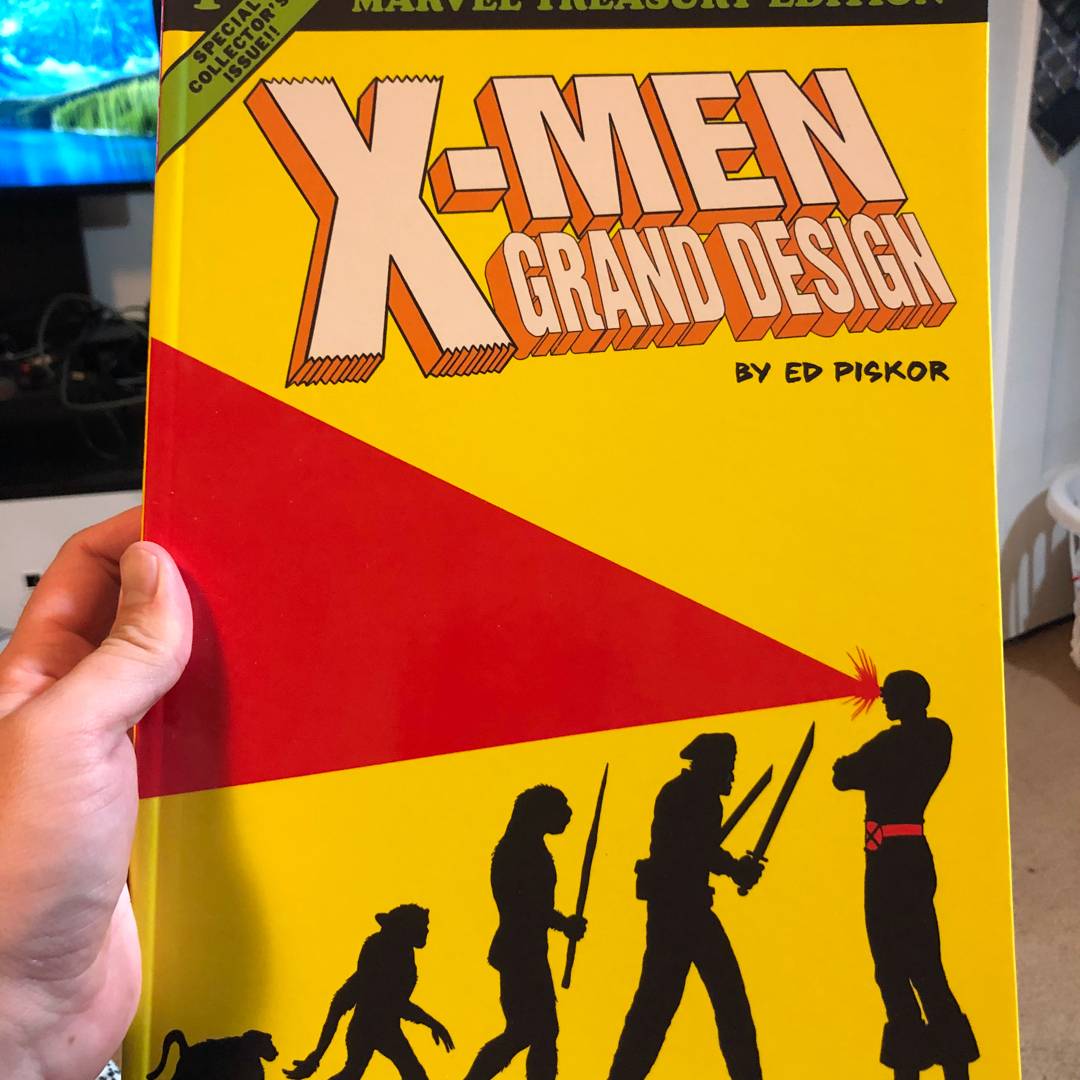 MARVEL TREASURY EDITION
SPECIAL
COLLECTOR'S
ISSUE!!
X-MEN
GRAND DESIGN
BY ED PISKOR
X